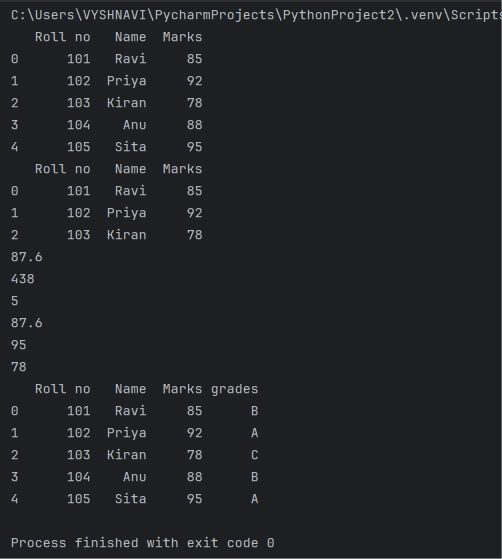 C:\Users\VYSHNAVI\PycharmProjects\PythonProject2\.venv\Scripts
   Roll no   Name  Marks
0      101   Ravi     85
1      102  Priya     92
2      103  Kiran     78
3      104    Anu     88
4      105   Sita     95
   Roll no   Name  Marks
0      101   Ravi     85
1      102  Priya     92
2      103  Kiran     78
87.6
438
5
87.6
95
78
   Roll no   Name  Marks grades
0      101   Ravi     85      B
1      102  Priya     92      A
2      103  Kiran     78      C
3      104    Anu     88      B
4      105   Sita     95      A

Process finished with exit code 0